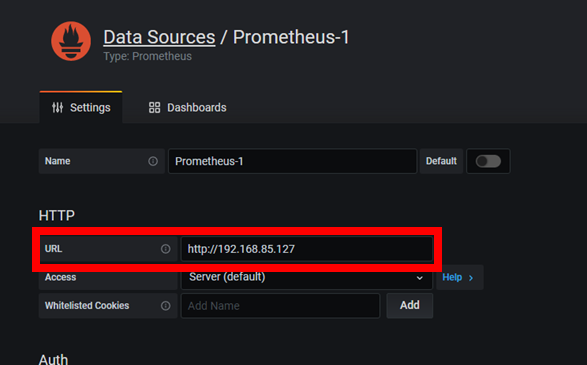 Data Sources / Prometheus-1
Type: Prometheus
Settings Dashboards
Name Prometheus-1 Default
HTTP
URL http://192.168.85.127
Access Server (default) Help
Whitelisted Cookies Add Name Add
Auth